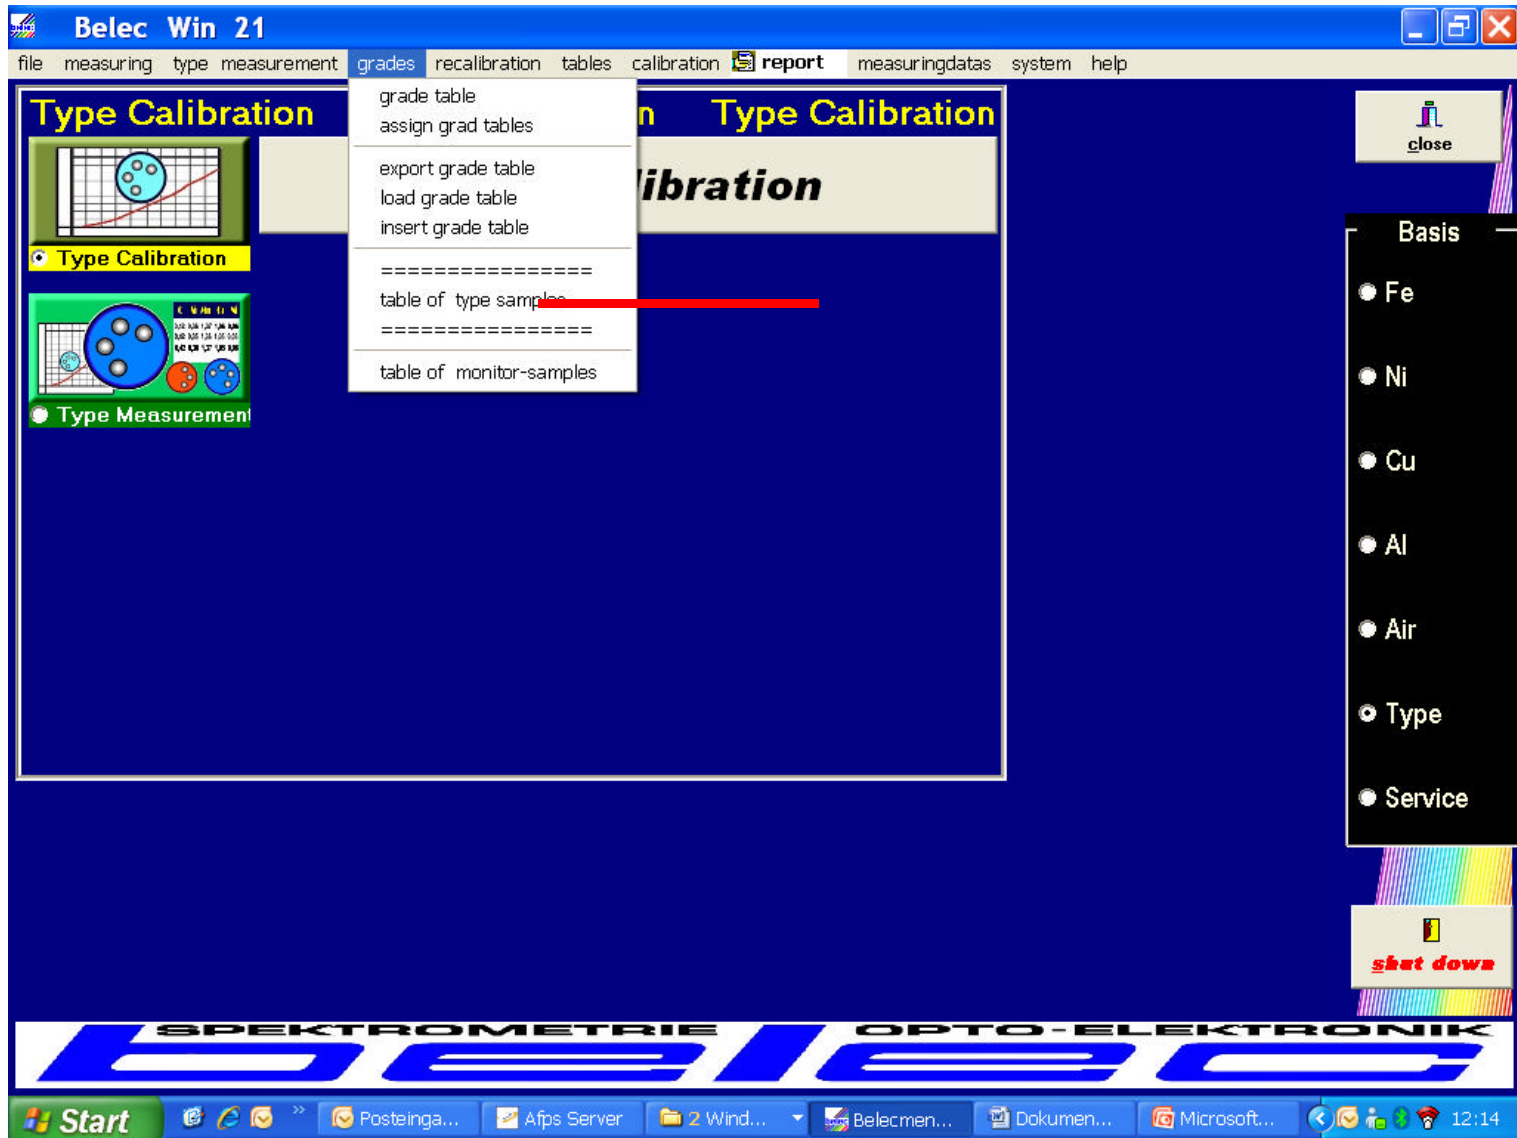 Belec Win 21
file measuring type measurement grades recalibration tables calibration report measuringdatas system help
Type Calibration n Type Calibration
grade table
assign grad tables
export grade table
load grade table
insert grade table
================
table of type samples
================
table of monitor-samples
libration
Type Calibration
Type Measurement
close
Basis
Fe
Ni
Cu
Al
Air
Type
Service
shut down
SPEKTROMETRIE OPTO-ELEKTRONIK
belec
Start Posteinga... Afps Server 2 Wind... Belecmen... Dokumen... Microsoft... 12:14